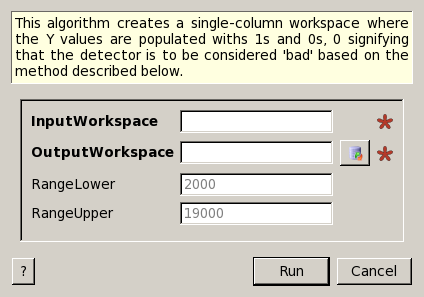 This algorithm creates a single-column workspace where
the Y values are populated withs 1s and 0s, 0 signifying
that the detector is to be considered 'bad' based on the
method described below.
InputWorkspace
OutputWorkspace
RangeLower 2000
RangeUpper 19000
? Run Cancel